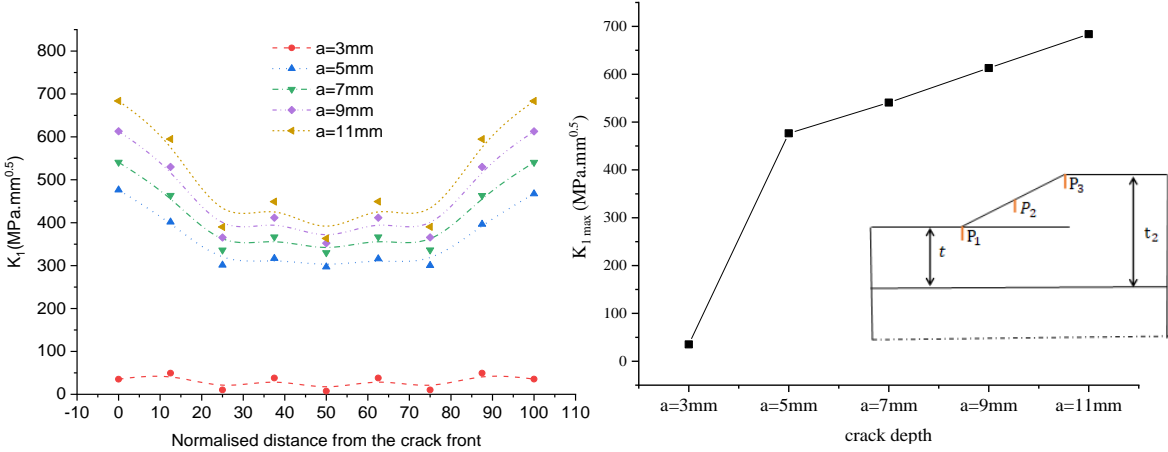 800
700
600
500
400
300
200
100
0
K₁(MPa.mm⁰·⁵)
a=3mm
a=5mm
a=7mm
a=9mm
a=11mm
-10 0 10 20 30 40 50 60 70 80 90 100 110
Normalised distance from the crack front
700
600
500
400
300
200
100
0
K₁ max (MPa.mm⁰·⁵)
P₃
P₂
P₁
t
t₂
a=3mm a=5mm a=7mm a=9mm a=11mm
crack depth